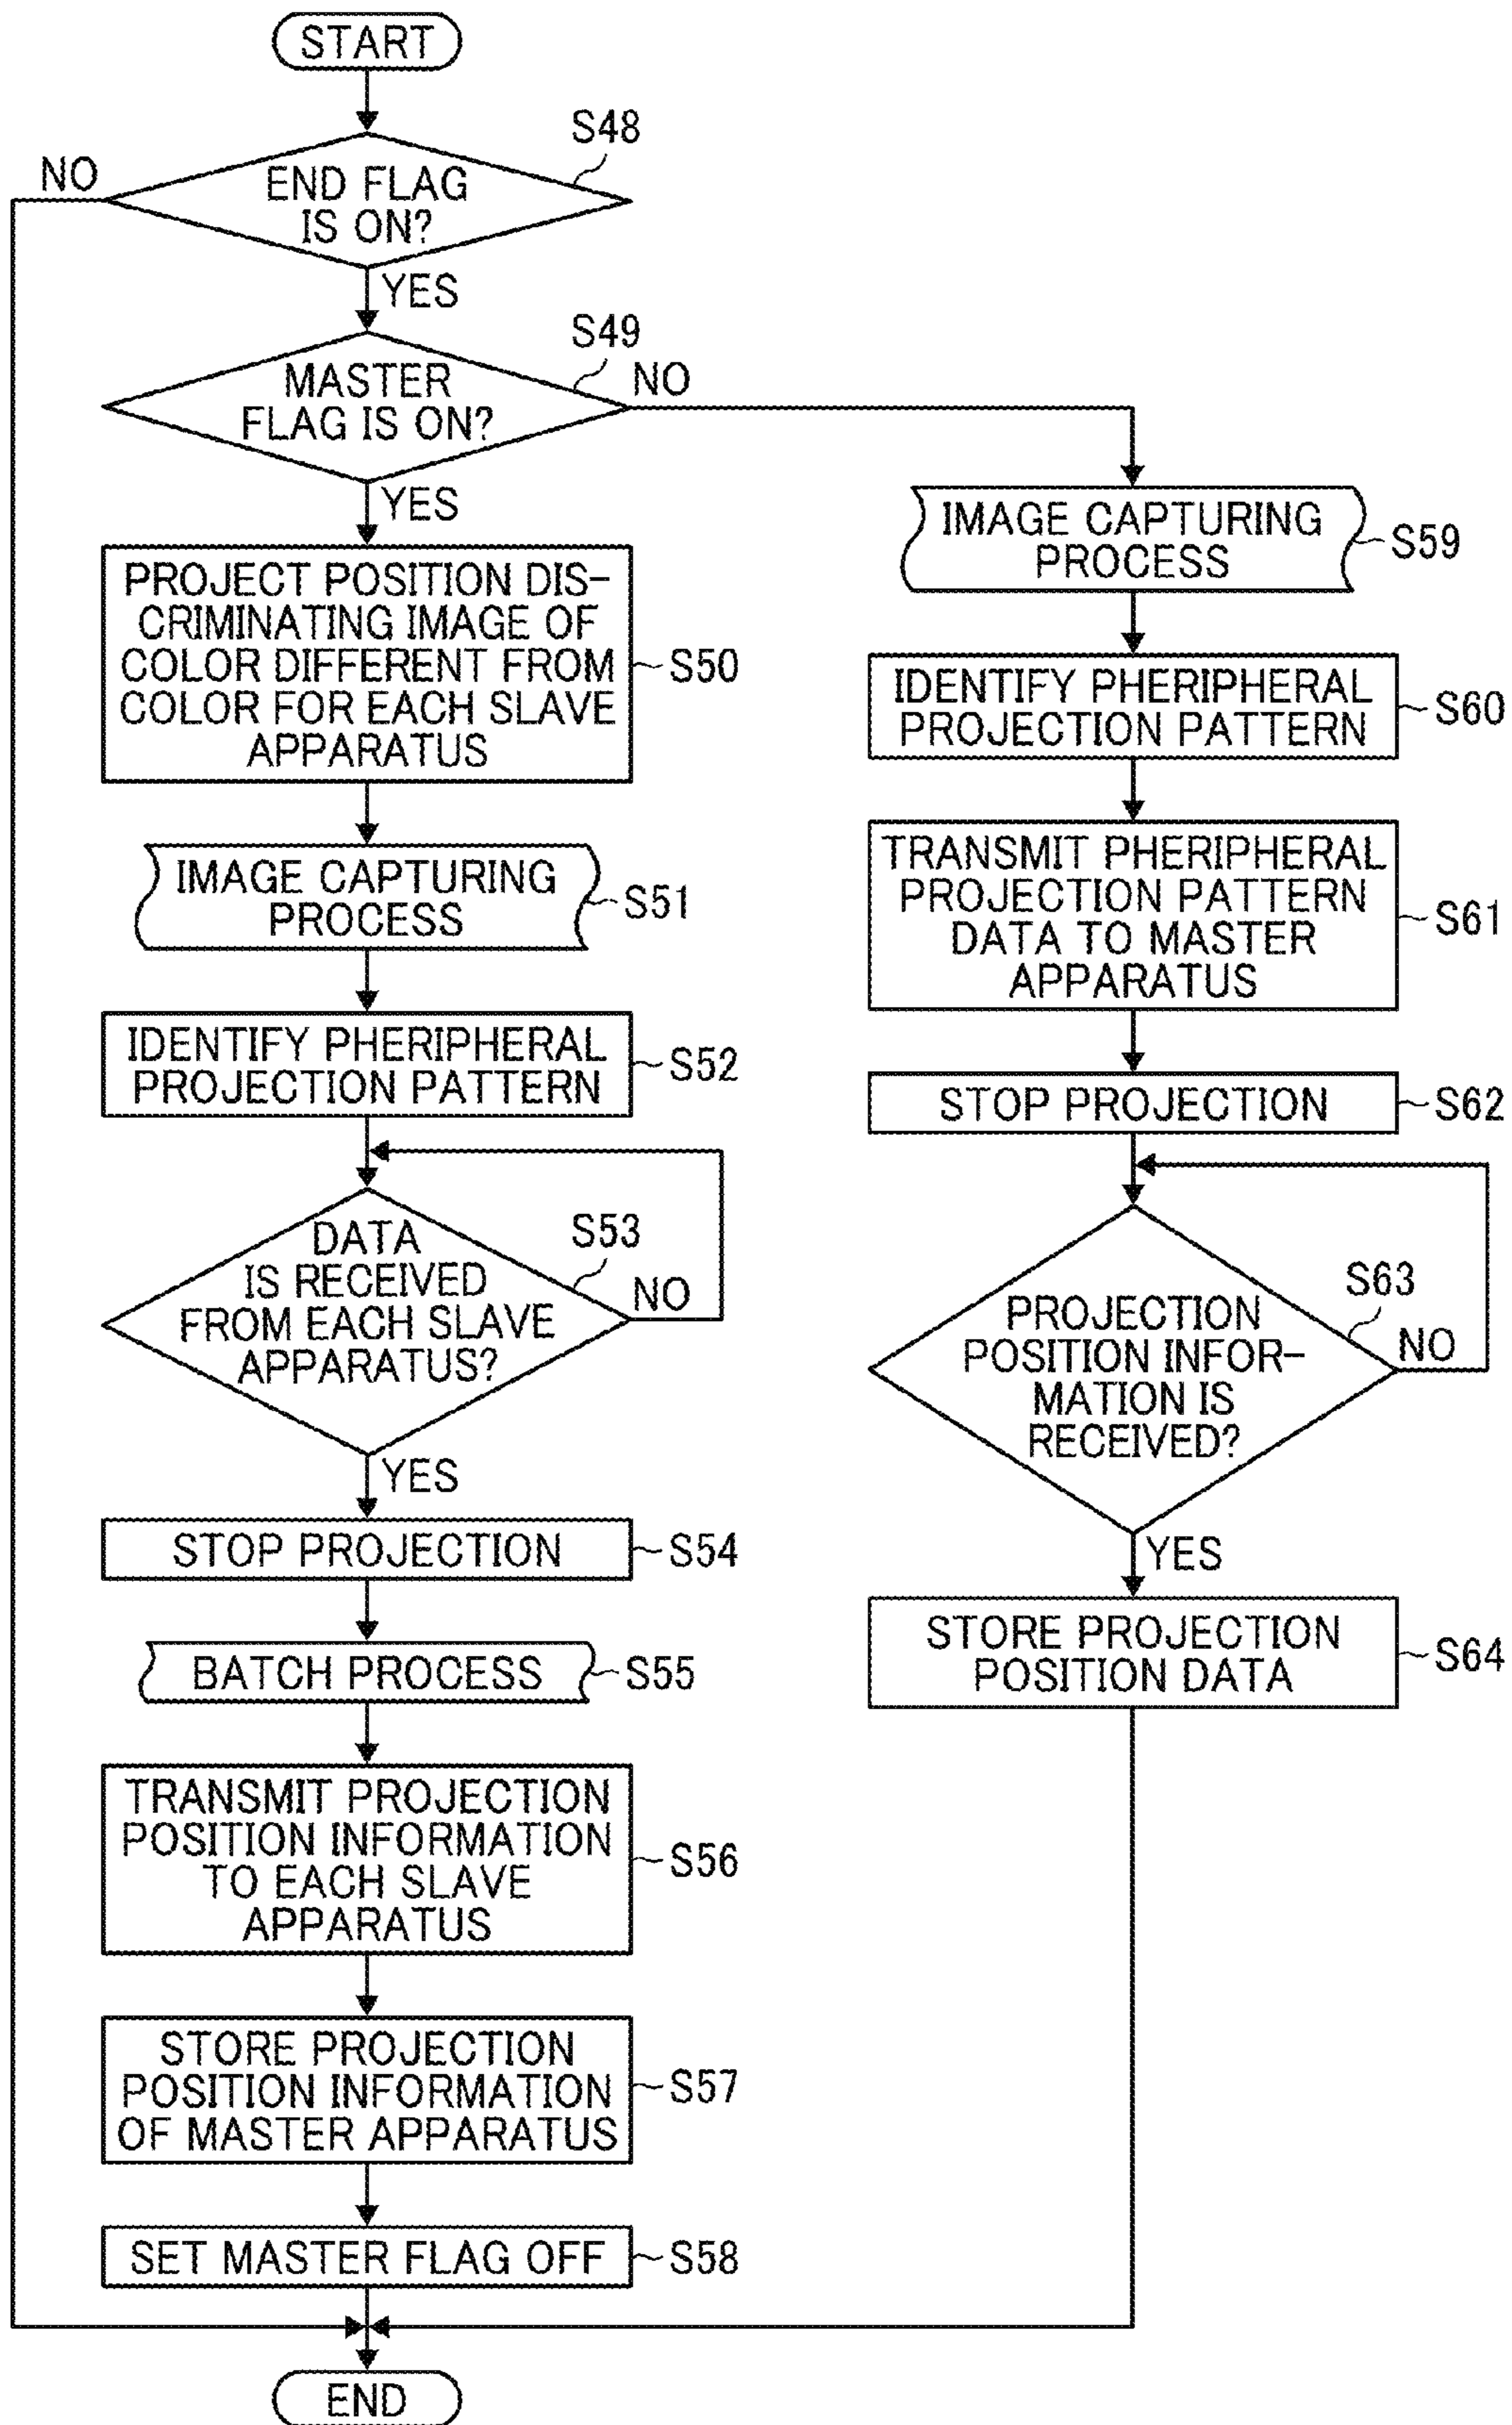 START
S48
NO
END FLAG
IS ON?
YES
S49
MASTER
FLAG IS ON?
NO
YES
PROJECT POSITION DIS-
CRIMINATING IMAGE OF
COLOR DIFFERENT FROM
COLOR FOR EACH SLAVE
APPARATUS
S50
IMAGE CAPTURING
PROCESS
S51
IDENTIFY PHERIPHERAL
PROJECTION PATTERN
S52
S53
DATA
IS RECEIVED
FROM EACH SLAVE
APPARATUS?
NO
YES
STOP PROJECTION
S54
BATCH PROCESS
S55
TRANSMIT PROJECTION
POSITION INFORMATION
TO EACH SLAVE
APPARATUS
S56
STORE PROJECTION
POSITION INFORMATION
OF MASTER APPARATUS
S57
SET MASTER FLAG OFF
S58
END
IMAGE CAPTURING
PROCESS
S59
IDENTIFY PHERIPHERAL
PROJECTION PATTERN
S60
TRANSMIT PHERIPHERAL
PROJECTION PATTERN
DATA TO MASTER
APPARATUS
S61
STOP PROJECTION
S62
S63
PROJECTION
POSITION INFOR-
MATION IS
RECEIVED?
NO
YES
STORE PROJECTION
POSITION DATA
S64